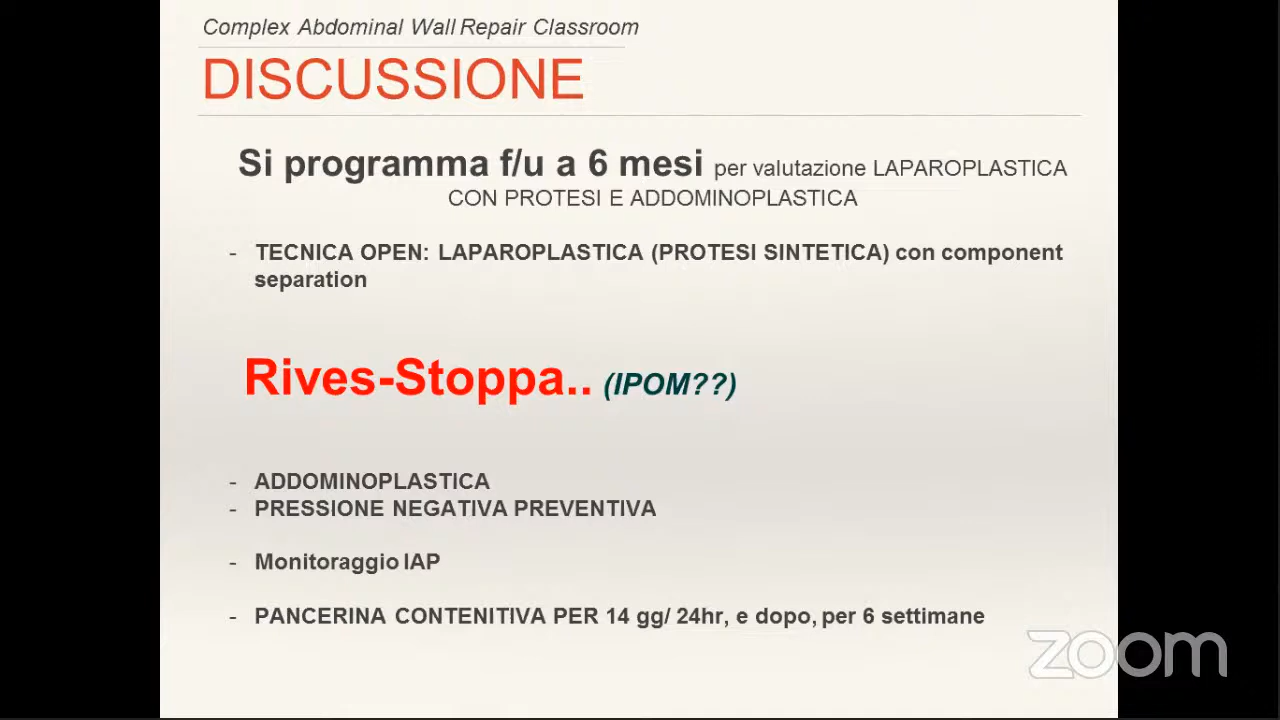 Complex Abdominal Wall Repair Classroom
DISCUSSIONE
Si programma f/u a 6 mesi per valutazione LAPAROPLASTICA
CON PROTESI E ADDOMINOPLASTICA
- TECNICA OPEN: LAPAROPLASTICA (PROTESI SINTETICA) con component
separation
Rives-Stoppa.. (IPOM??)
- ADDOMINOPLASTICA
- PRESSIONE NEGATIVA PREVENTIVA
- Monitoraggio IAP
- PANCERINA CONTENITIVA PER 14 gg/ 24hr, e dopo, per 6 settimane
zoom